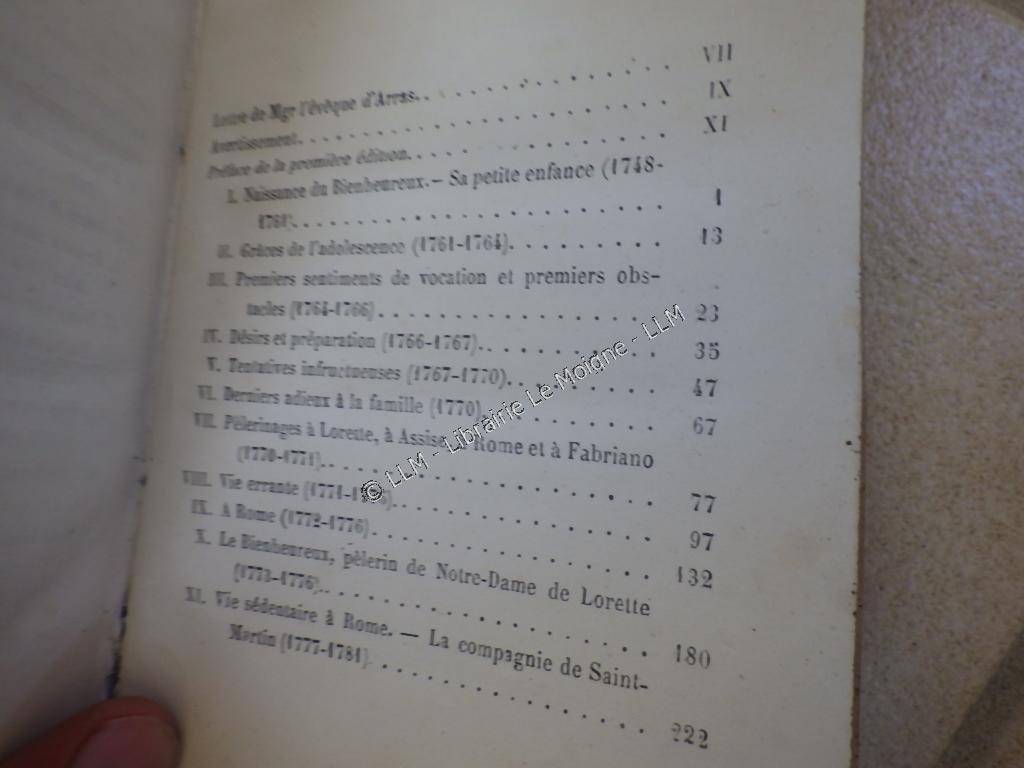 Lettre de Mgr l'évêque d'Arras. . . . . . . . . . . . . . VII
Avertissement. . . . . . . . . . . . . . . . . . . . IX
Préface de la première édition. . . . . . . . . . . . . XI
I. Naissance du Bienheureux. — Sa petite enfance (1748-
1761). . . . . . . . . . . . . . . . . . . . 1
II. Grâces de l'adolescence (1761-1764). . . . . . . . . 13
III. Premiers sentiments de vocation et premiers obs-
tacles (1764-1766). . . . . . . . . . . . . . . 23
IV. Désirs et préparation (1766-1767). . . . . . . . . . 35
V. Tentatives infructueuses (1767-1770). . . . . . . . . 47
VI. Derniers adieux à la famille (1770). . . . . . . . . 67
VII. Pèlerinages à Lorette, à Assise, à Rome et à Fabriano
(1770-1771). . . . . . . . . . . . . . . . . 77
VIII. Vie errante (1771- . . . . . . . . . . . . . . 97
IX. A Rome (1772-1776). . . . . . . . . . . . . . . 132
X. Le Bienheureux, pèlerin de Notre-Dame de Lorette
(1773-1776). . . . . . . . . . . . . . . . . 180
XI. Vie sédentaire à Rome. — La compagnie de Saint-
Martin (1777-1781). . . . . . . . . . . . . . . 222
© LLM - Librairie Le Moigne - LLM